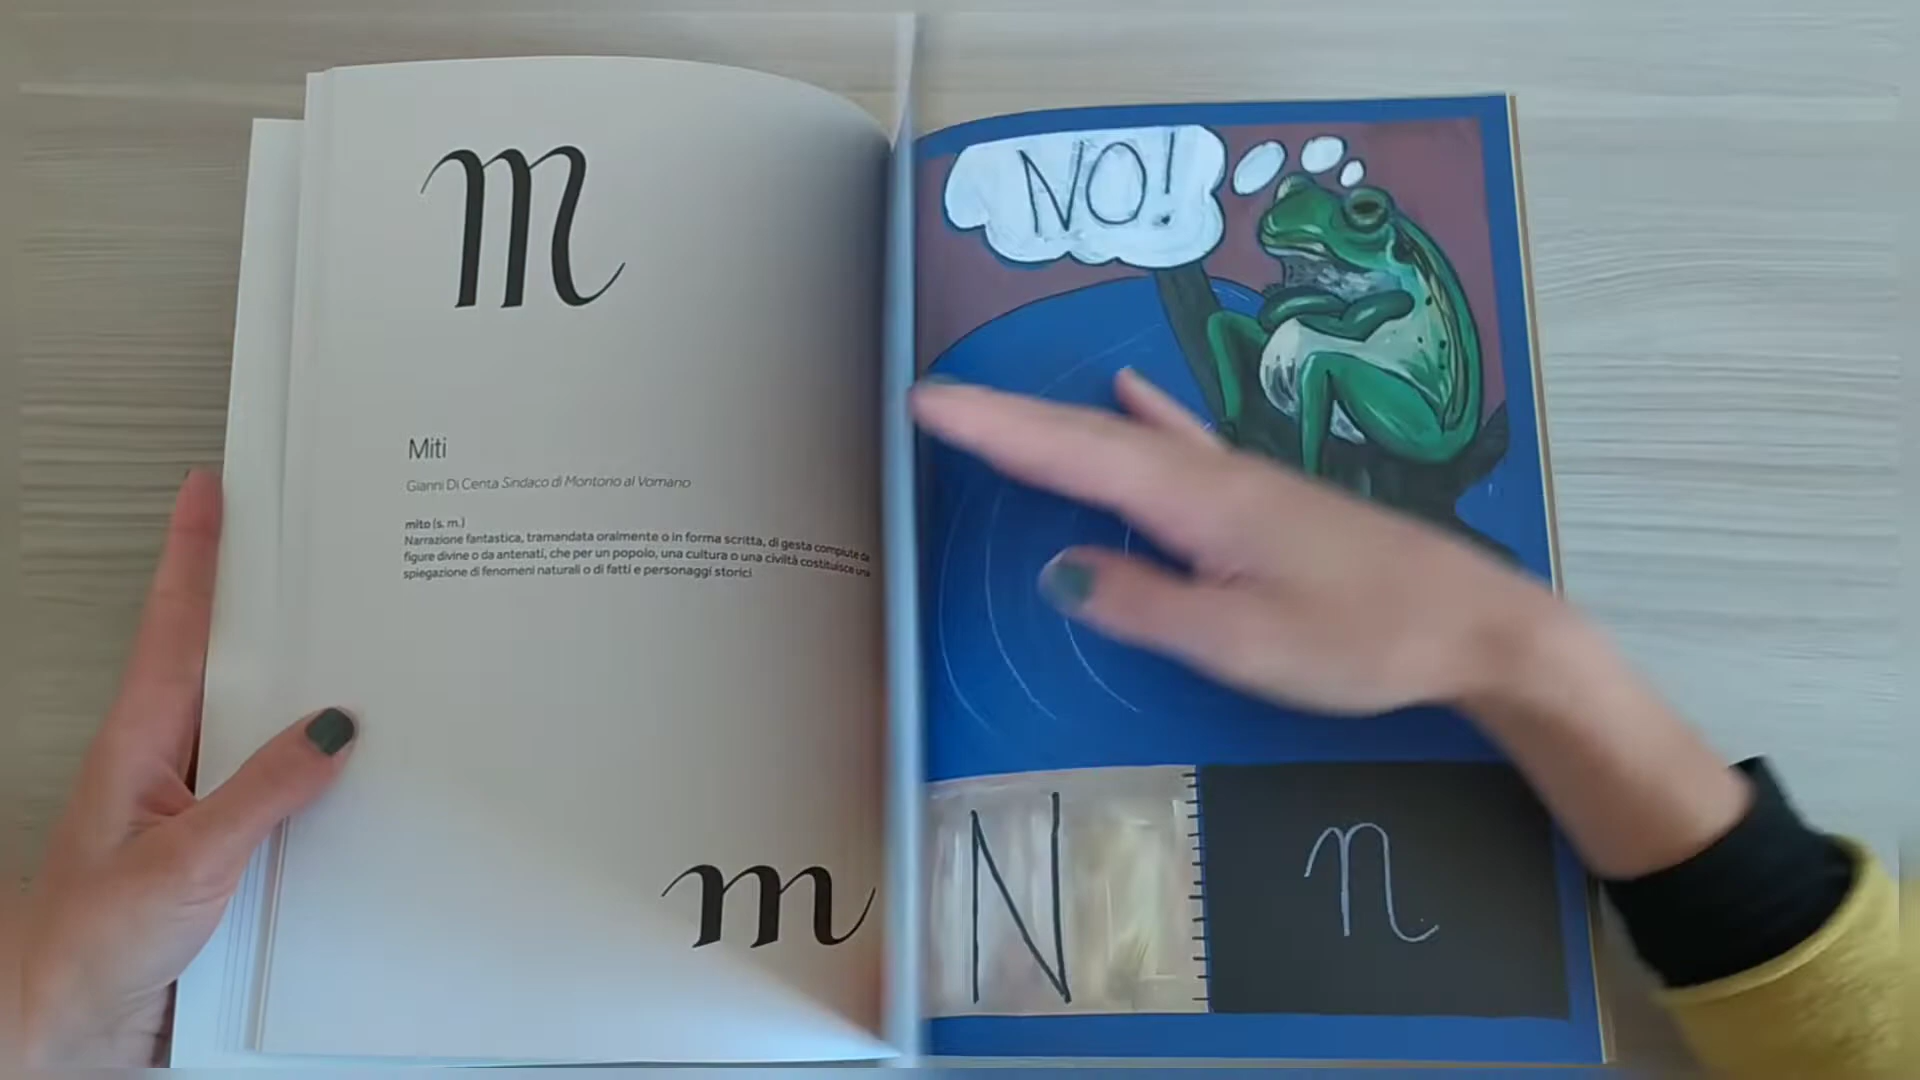 m
Miti
Gianni Di Centa Sindaco di Montorio al Vomano
mito (s. m.)
Narrazione fantastica, tramandata oralmente o in forma scritta, di gesta compiute da
figure divine o da antenati, che per un popolo, una cultura o una civiltà costituisce una
spiegazione di fenomeni naturali o di fatti e personaggi storici
m
NO!
N n